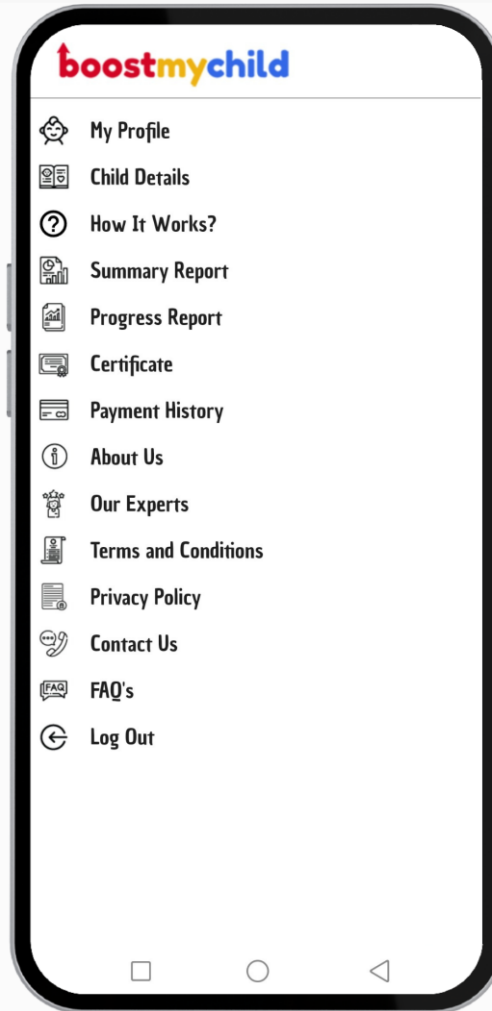 boostmychild
My Profile
Child Details
How It Works?
Summary Report
Progress Report
Certificate
Payment History
About Us
Our Experts
Terms and Conditions
Privacy Policy
Contact Us
FAQ
FAQ's
Log Out